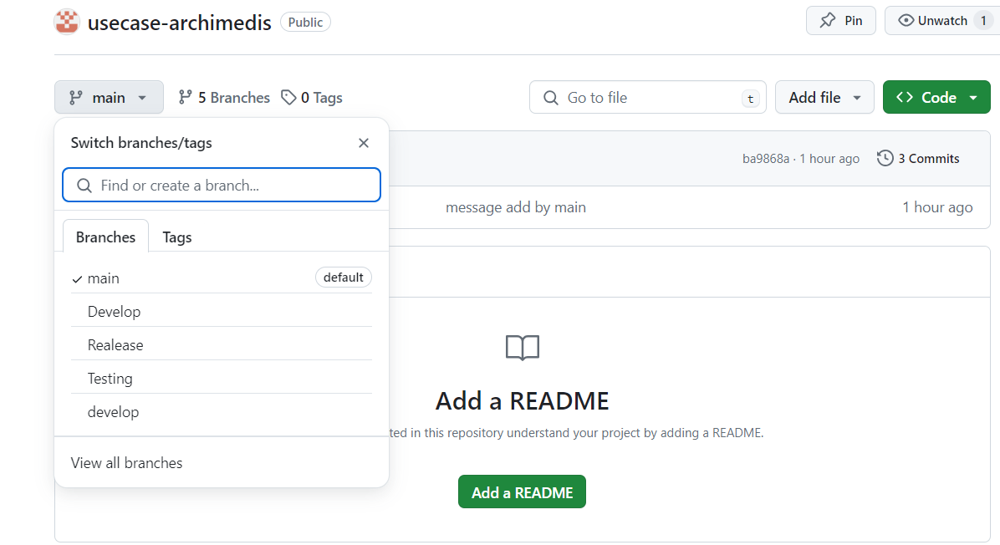 usecase-archimedis Public Pin Unwatch 1
main 5 Branches 0 Tags Go to file t Add file Code
Switch branches/tags
ba9868a · 1 hour ago 3 Commits
Find or create a branch...
message add by main 1 hour ago
Branches Tags
main default
Develop
Realease
Testing
develop
View all branches
Add a README
in this repository understand your project by adding a README.
Add a README